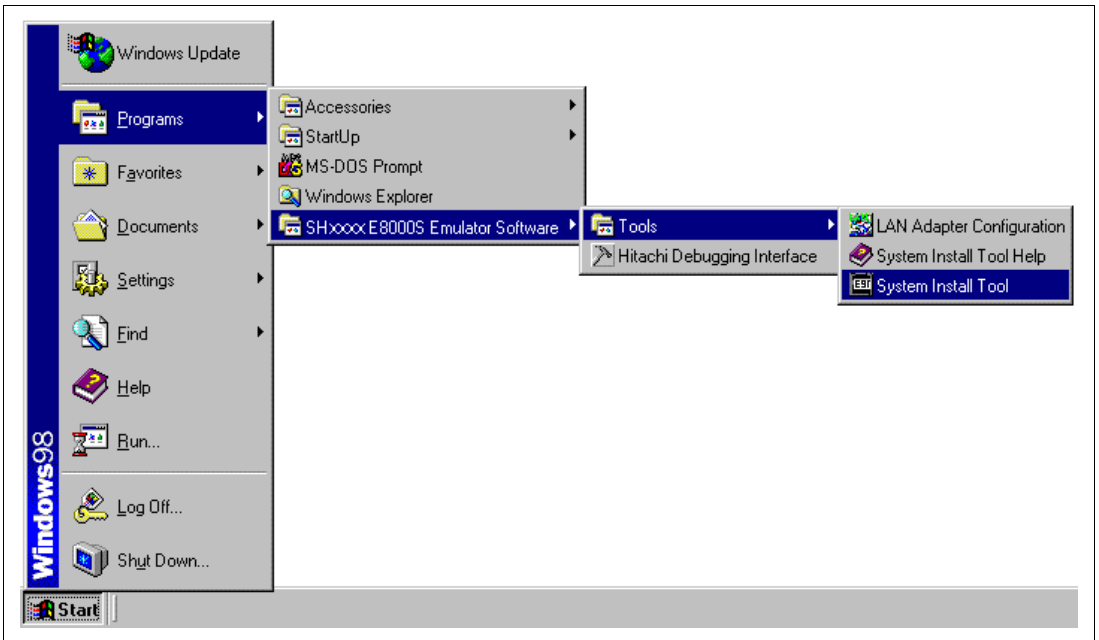 Windows Update
Programs
Favorites
Documents
Settings
Find
Help
Run...
Log Off...
Shut Down...
Windows98
Start
Accessories
StartUp
MS-DOS Prompt
Windows Explorer
SHxxxx E8000S Emulator Software
Tools
Hitachi Debugging Interface
LAN Adapter Configuration
System Install Tool Help
System Install Tool